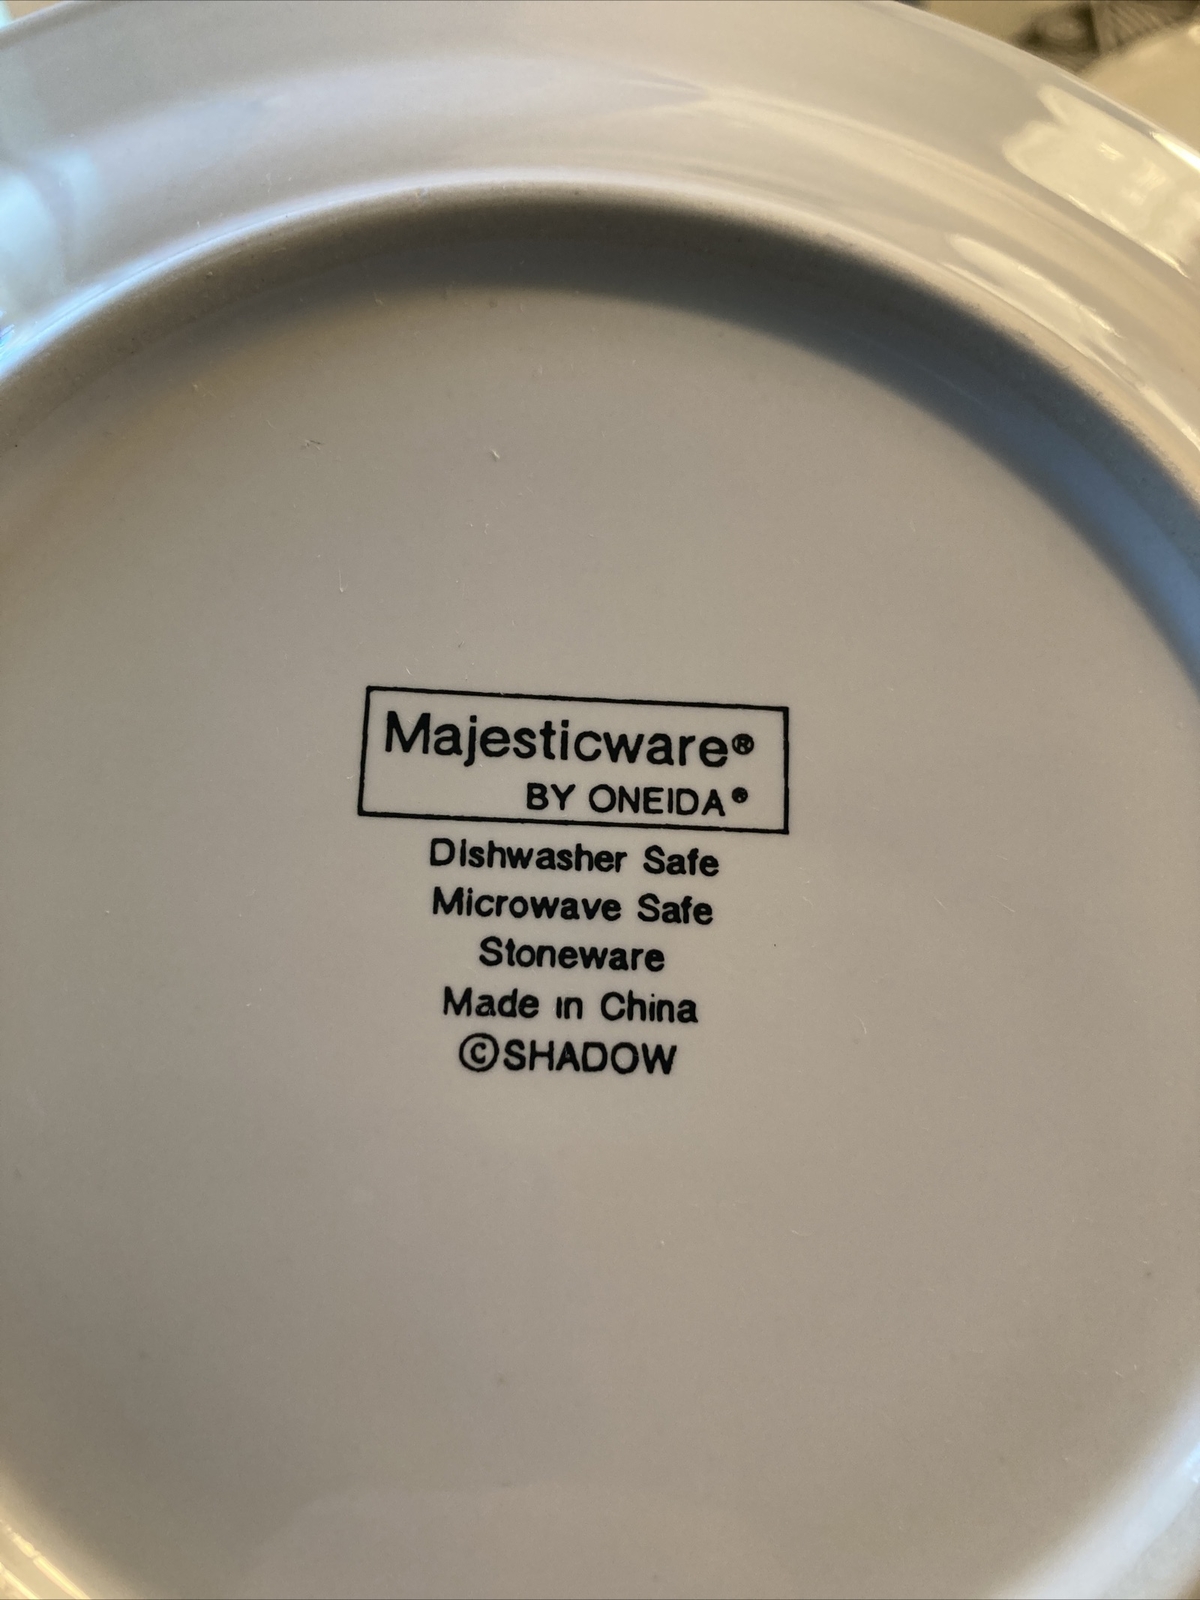 Majesticware®
BY ONEIDA®
Dishwasher Safe
Microwave Safe
Stoneware
Made in China
©SHADOW